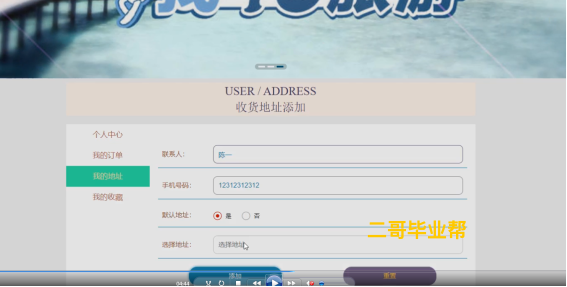 USER / ADDRESS
收货地址添加
个人中心
我的订单
我的地址
我的收藏
联系人：
陈一
手机号码：
12312312312
默认地址：
是
否
二哥毕业帮
选择地址：
选择地址
添加
重置
04:44